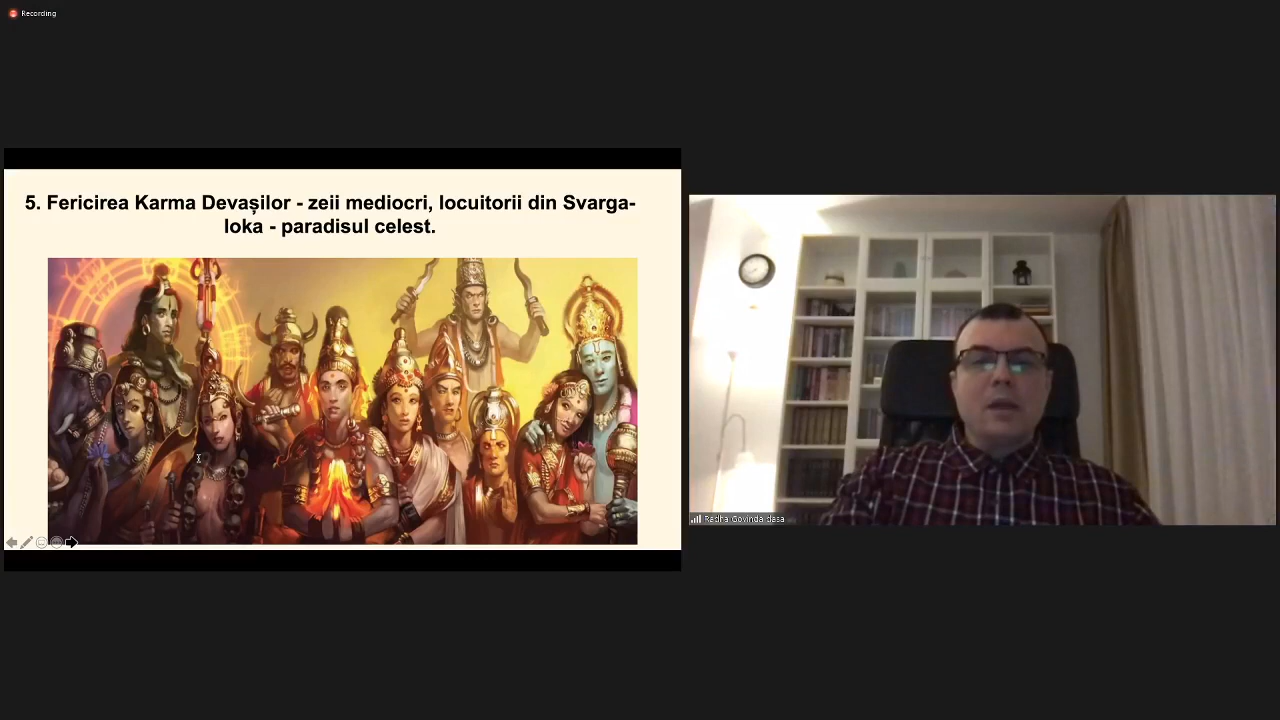 Recording
5. Fericirea Karma Devașilor - zeii mediocri, locuitorii din Svarga-
loka - paradisul celest.
Radha Govinda dasa